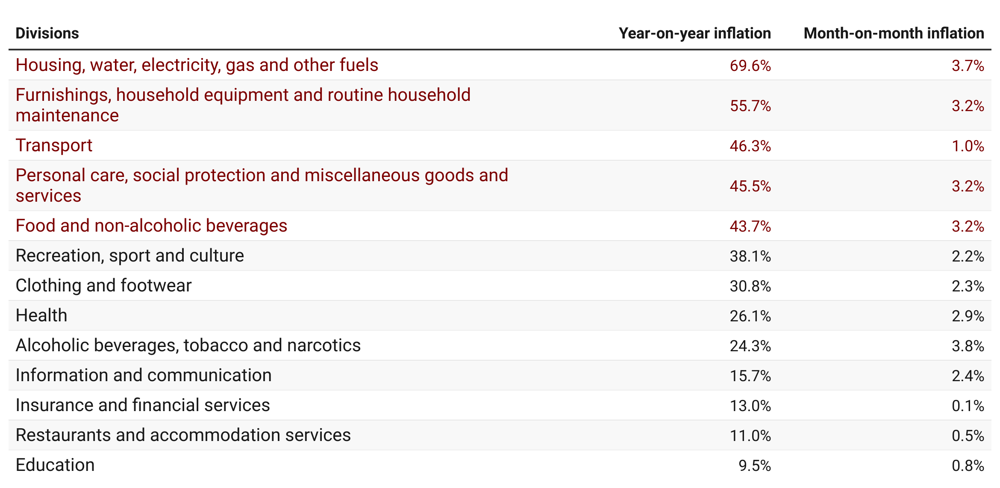 Divisions Year-on-year inflation Month-on-month inflation
Housing, water, electricity, gas and other fuels 69.6% 3.7%
Furnishings, household equipment and routine household
maintenance 55.7% 3.2%
Transport 46.3% 1.0%
Personal care, social protection and miscellaneous goods and
services 45.5% 3.2%
Food and non-alcoholic beverages 43.7% 3.2%
Recreation, sport and culture 38.1% 2.2%
Clothing and footwear 30.8% 2.3%
Health 26.1% 2.9%
Alcoholic beverages, tobacco and narcotics 24.3% 3.8%
Information and communication 15.7% 2.4%
Insurance and financial services 13.0% 0.1%
Restaurants and accommodation services 11.0% 0.5%
Education 9.5% 0.8%